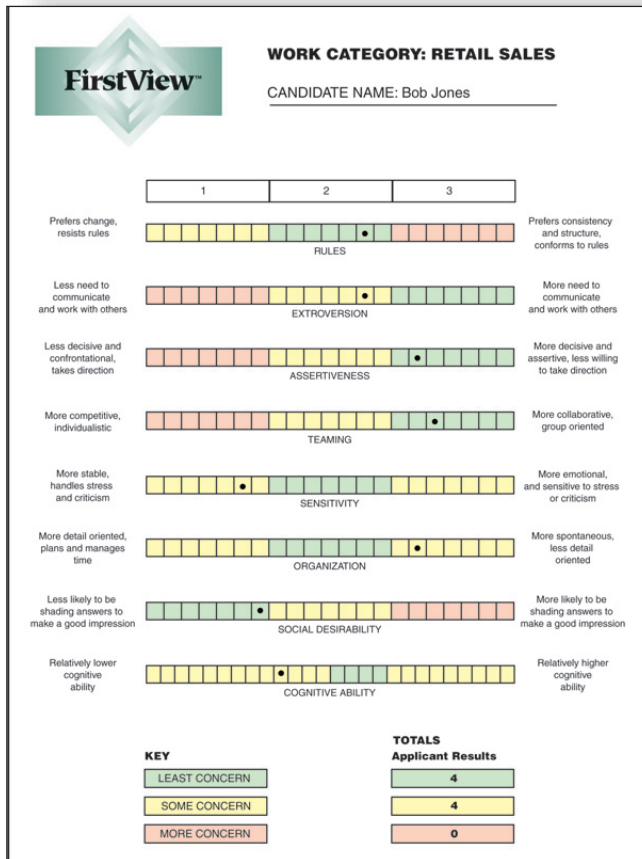 FirstView™
WORK CATEGORY: RETAIL SALES
CANDIDATE NAME: Bob Jones
1 2 3
Prefers change,
resists rules
RULES
Prefers consistency
and structure,
conforms to rules
Less need to
communicate
and work with others
EXTROVERSION
More need to
communicate
and work with others
Less decisive and
confrontational,
takes direction
ASSERTIVENESS
More decisive and
assertive, less willing
to take direction
More competitive,
individualistic
TEAMING
More collaborative,
group oriented
More stable,
handles stress
and criticism
SENSITIVITY
More emotional,
and sensitive to stress
or criticism
More detail oriented,
plans and manages
time
ORGANIZATION
More spontaneous,
less detail
oriented
Less likely to be
shading answers to
make a good impression
SOCIAL DESIRABILITY
More likely to be
shading answers to
make a good impression
Relatively lower
cognitive
ability
COGNITIVE ABILITY
Relatively higher
cognitive
ability
KEY
LEAST CONCERN
SOME CONCERN
MORE CONCERN
TOTALS
Applicant Results
4
4
0